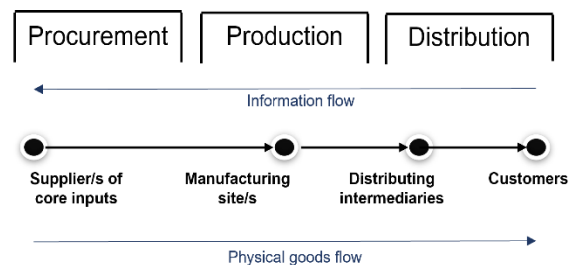 Procurement
Production
Distribution
Information flow
Supplier/s of
core inputs
Manufacturing
site/s
Distributing
intermediaries
Customers
Physical goods flow